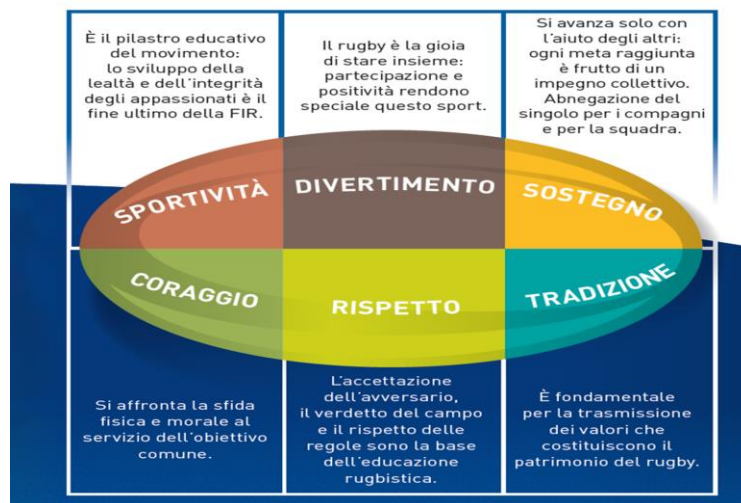 È il pilastro educativo
del movimento:
lo sviluppo della
lealtà e dell'integrità
degli appassionati è il
fine ultimo della FIR.
Il rugby è la gioia
di stare insieme:
partecipazione e
positività rendono
speciale questo sport.
Si avanza solo con
l'aiuto degli altri:
ogni meta raggiunta
è frutto di un
impegno collettivo.
Abnegazione del
singolo per i compagni
e per la squadra.
SPORTIVITÀ
DIVERTIMENTO
SOSTEGNO
CORAGGIO
RISPETTO
TRADIZIONE
Si affronta la sfida
fisica e morale al
servizio dell'obiettivo
comune.
L'accettazione
dell'avversario,
il verdetto del campo
e il rispetto delle
regole sono la base
dell'educazione
rugbistica.
È fondamentale
per la trasmissione
dei valori che
costituiscono il
patrimonio del rugby.